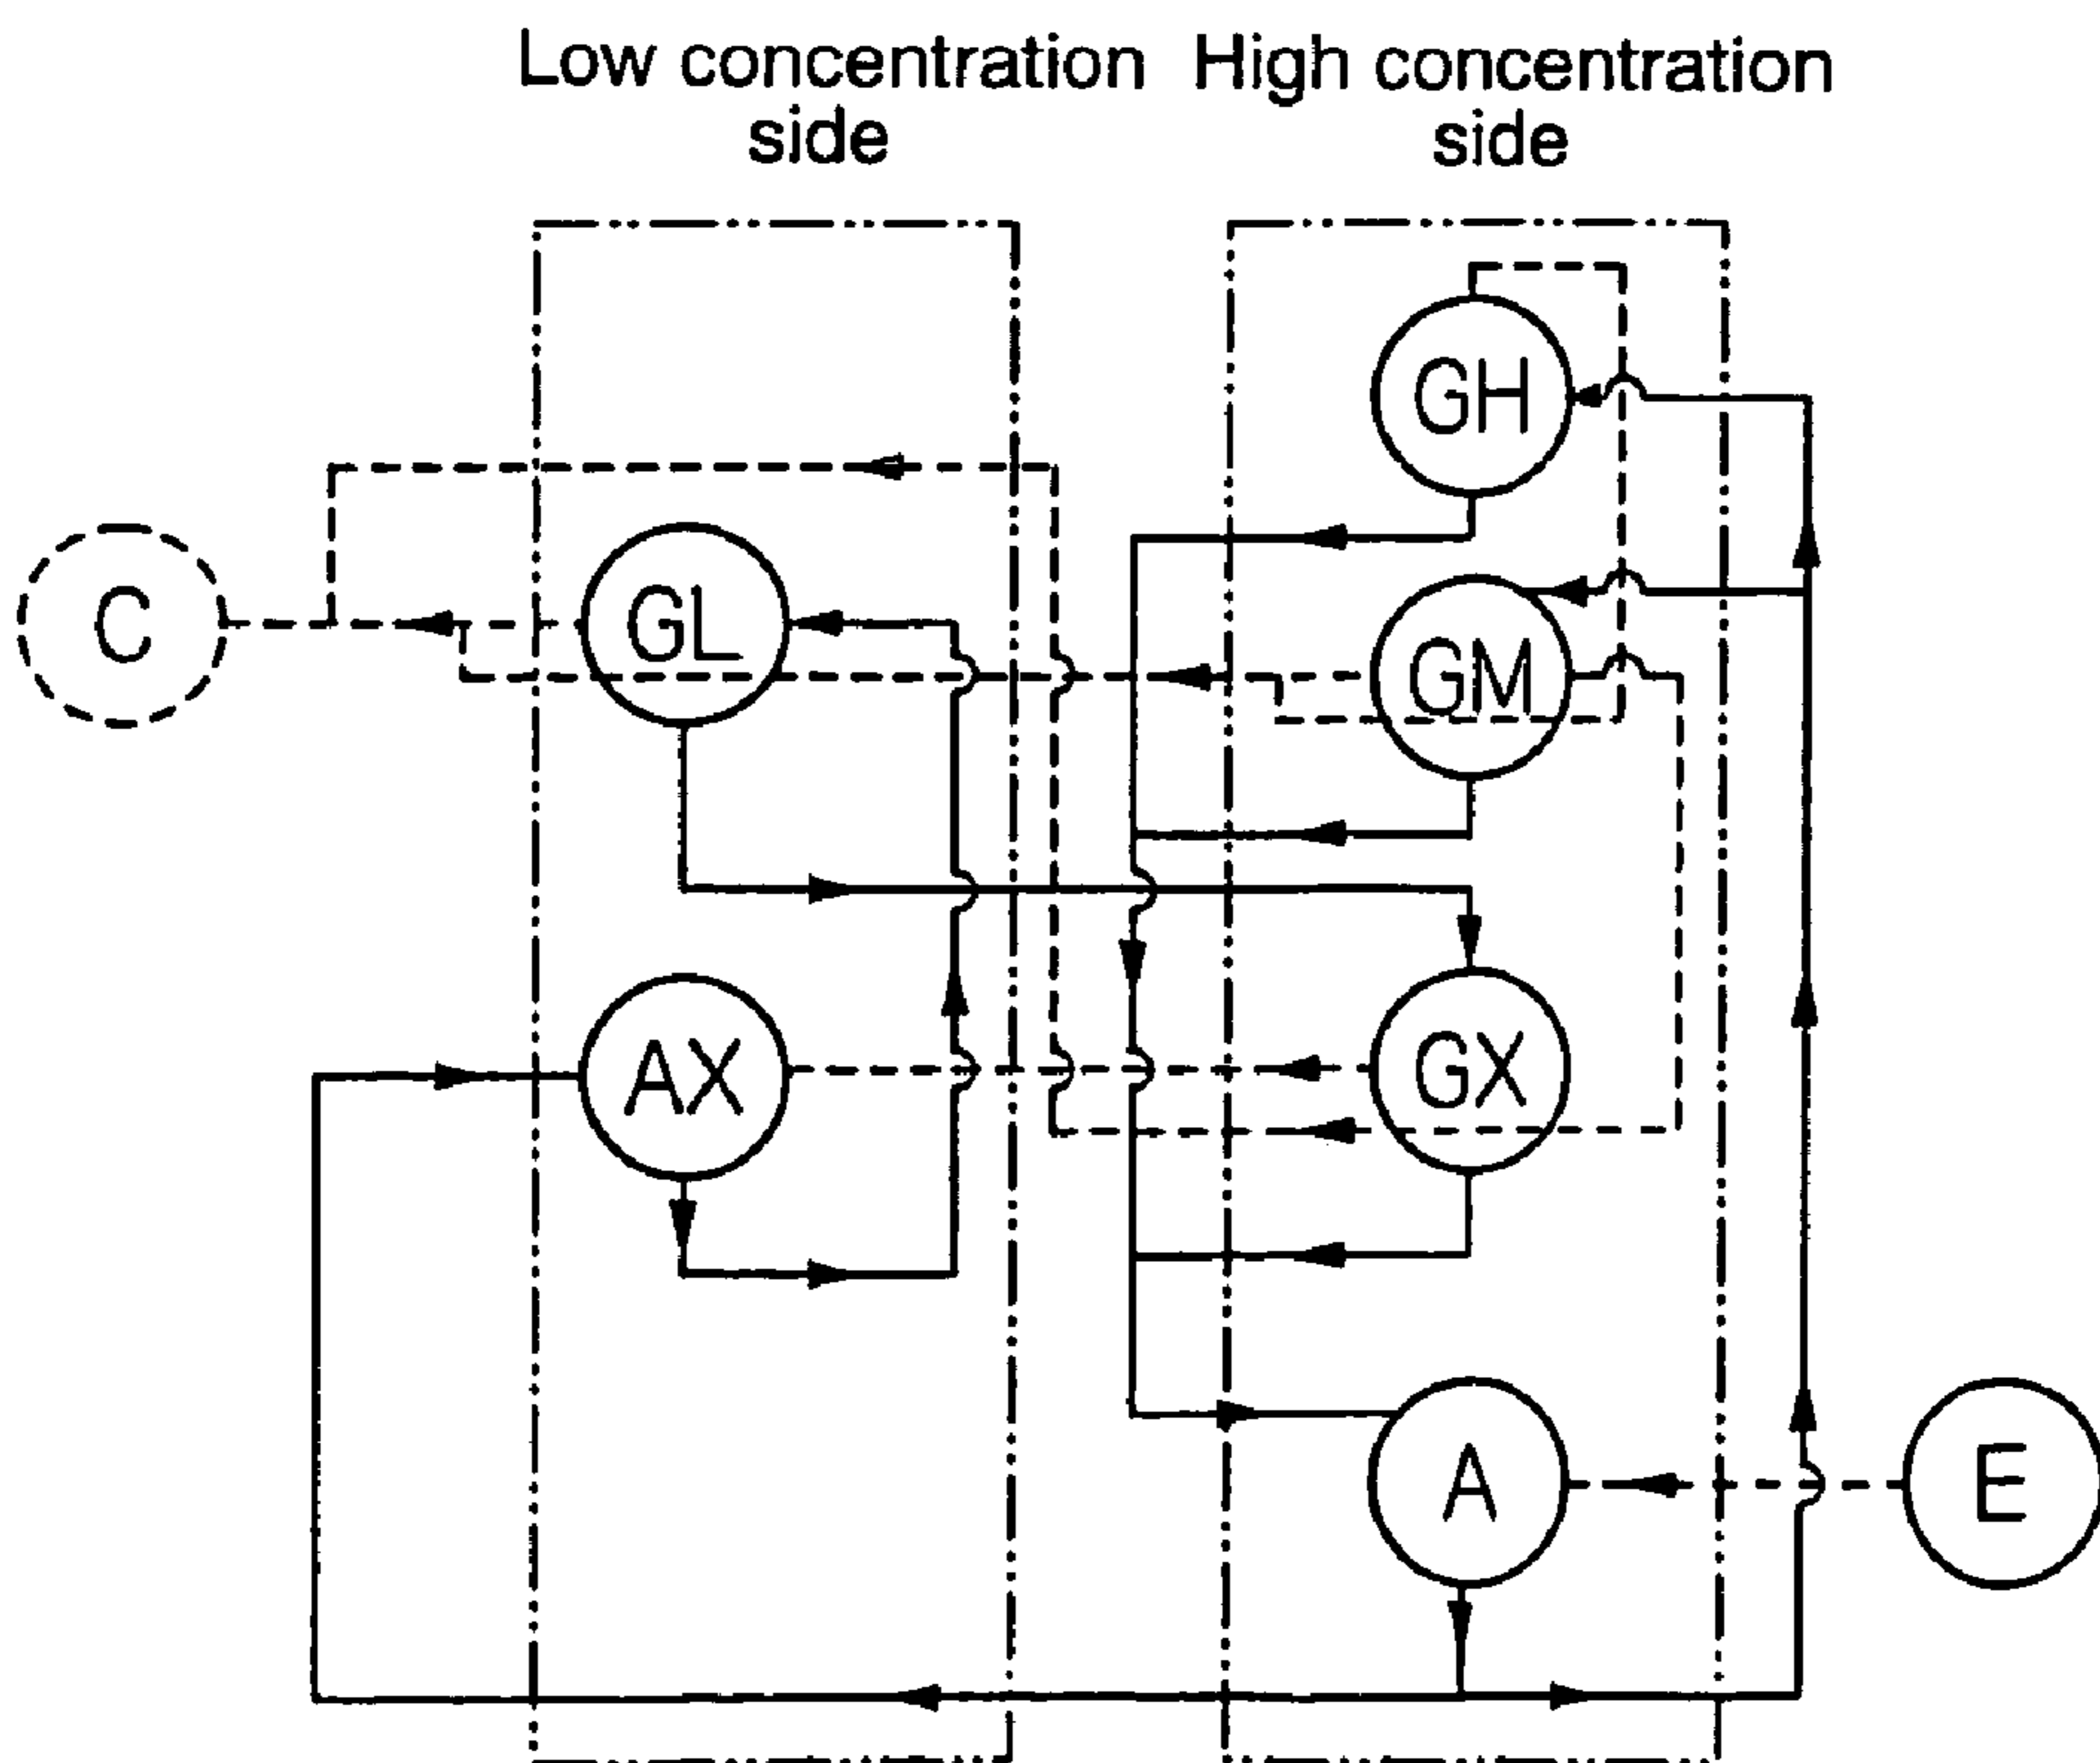 Low concentration side
High concentration side
GH
C
GL
GM
AX
GX
A
E